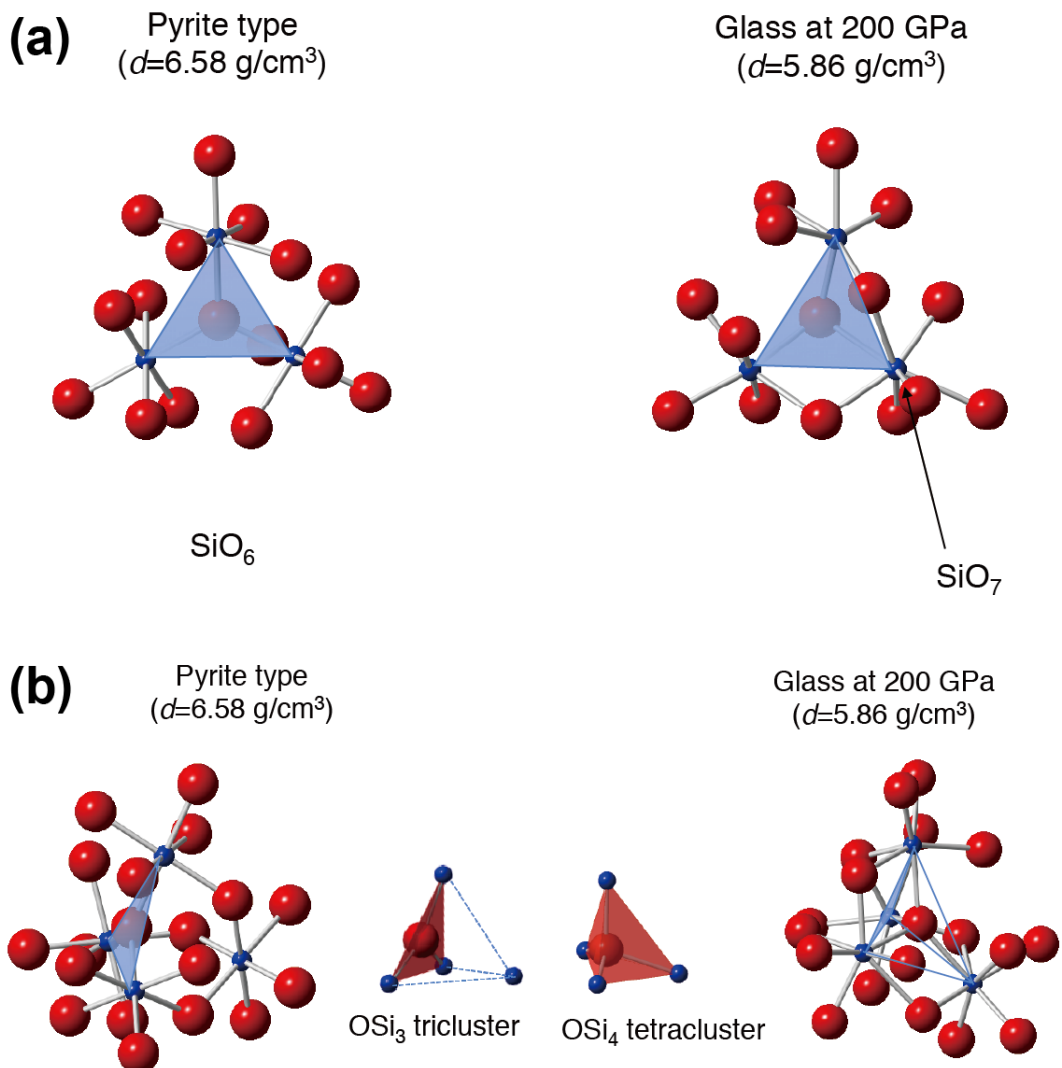 (a)
Pyrite type
(d=6.58 g/cm³)
Glass at 200 GPa
(d=5.86 g/cm³)
SiO₆
SiO₇
(b)
Pyrite type
(d=6.58 g/cm³)
Glass at 200 GPa
(d=5.86 g/cm³)
OSi₃ tricluster
OSi₄ tetracluster